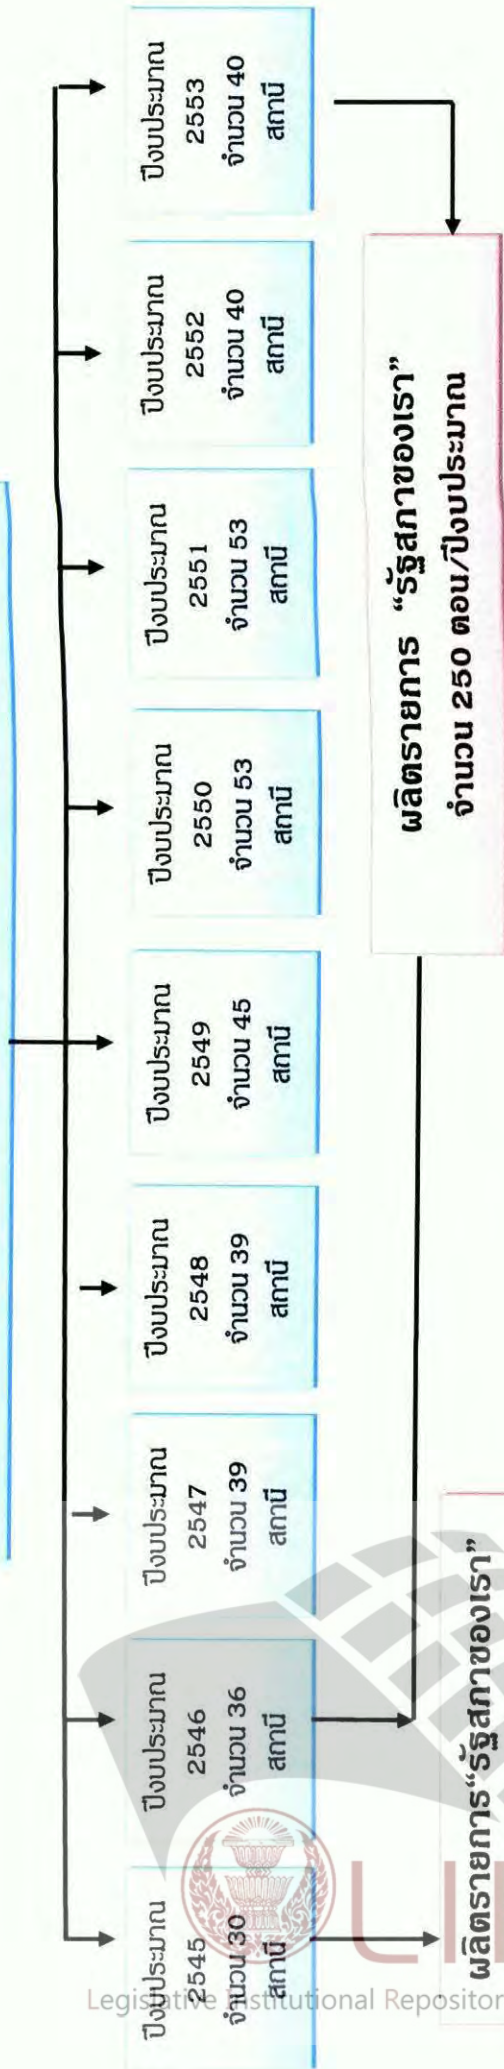 ปีงบประมาณ
2545
จำนวน 30
สถานี
ปีงบประมาณ
2546
จำนวน 36
สถานี
ปีงบประมาณ
2547
จำนวน 39
สถานี
ปีงบประมาณ
2548
จำนวน 39
สถานี
ปีงบประมาณ
2549
จำนวน 45
สถานี
ปีงบประมาณ
2550
จำนวน 53
สถานี
ปีงบประมาณ
2551
จำนวน 53
สถานี
ปีงบประมาณ
2552
จำนวน 40
สถานี
ปีงบประมาณ
2553
จำนวน 40
สถานี
ผลิตรายการ “รัฐสภาของเรา”
จำนวน 250 ตอน/ปีงบประมาณ
ผลิตรายการ“รัฐสภาของเรา”
Legislative Institutional Repositor